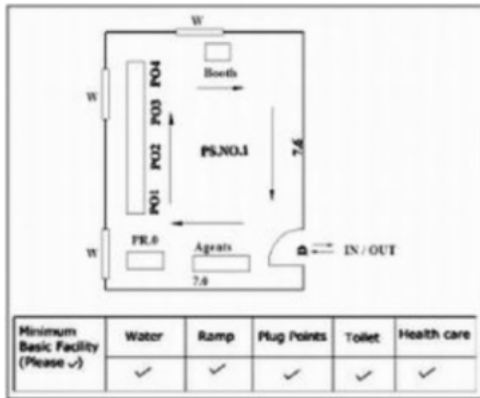 W
Booth
W
PO4
PO3
PO2
PO1
PS.NO.1
7.6
W
PR.0
Agents
7.0
D
IN / OUT
Minimum Basic Facility (Please ✓)
Water
Ramp
Plug Points
Toilet
Health care
✓ ✓ ✓ ✓ ✓